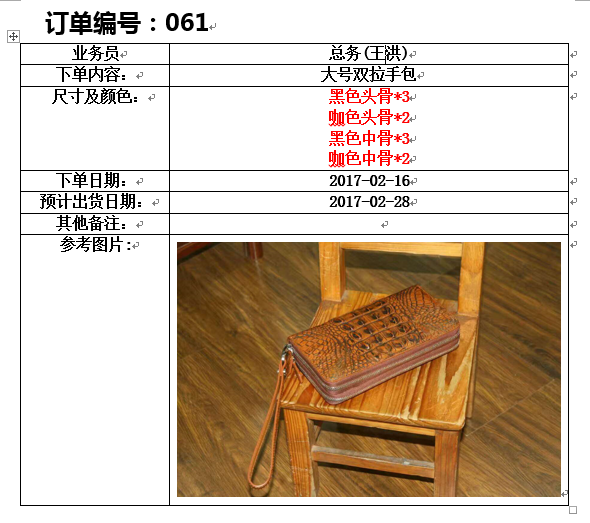 订单编号：061
业务员
总务(王洪)
下单内容：
大号双拉手包
尺寸及颜色：
黑色头骨*3
咖色头骨*2
黑色中骨*3
咖色中骨*2
下单日期：
2017-02-16
预计出货日期：
2017-02-28
其他备注：
参考图片: